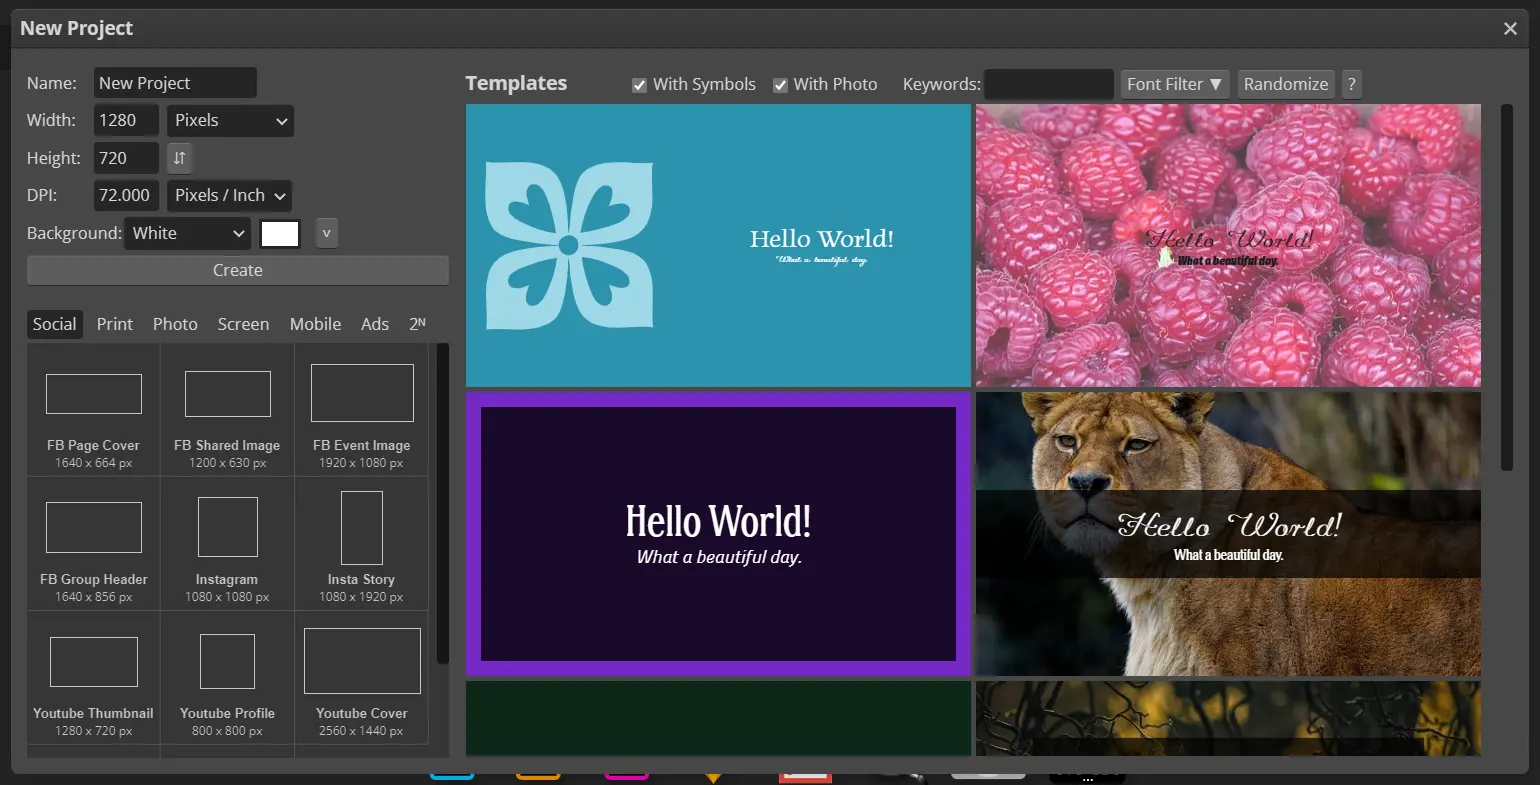 New Project
Name: New Project
Width: 1280 Pixels
Height: 720
DPI: 72.000 Pixels / Inch
Background: White v
Create
Social Print Photo Screen Mobile Ads 2ᴺ
FB Page Cover
1640 x 664 px
FB Shared Image
1200 x 630 px
FB Event Image
1920 x 1080 px
FB Group Header
1640 x 856 px
Instagram
1080 x 1080 px
Insta Story
1080 x 1920 px
Youtube Thumbnail
1280 x 720 px
Youtube Profile
800 x 800 px
Youtube Cover
2560 x 1440 px
Templates With Symbols With Photo Keywords: Font Filter ▼ Randomize ?
Hello World!
What a beautiful day.
Hello World!
What a beautiful day.
Hello World!
What a beautiful day.
Hello World!
What a beautiful day.